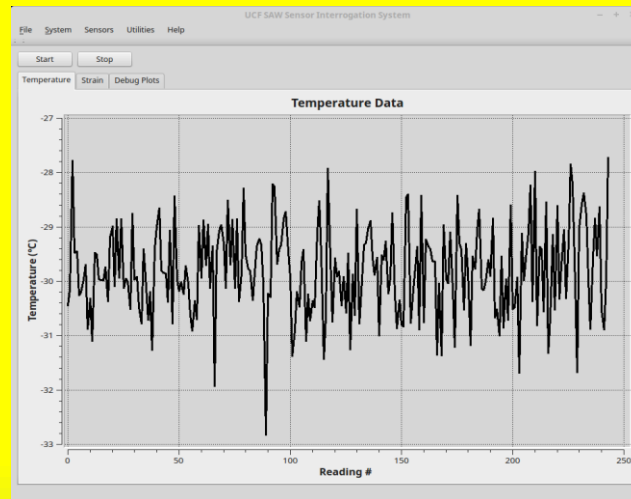 UCF SAW Sensor Interrogation System
File System Sensors Utilities Help
Start Stop
Temperature Strain Debug Plots
Temperature Data
Temperature (°C)
-27
-28
-29
-30
-31
-32
-33
0 50 100 150 200 250
Reading #